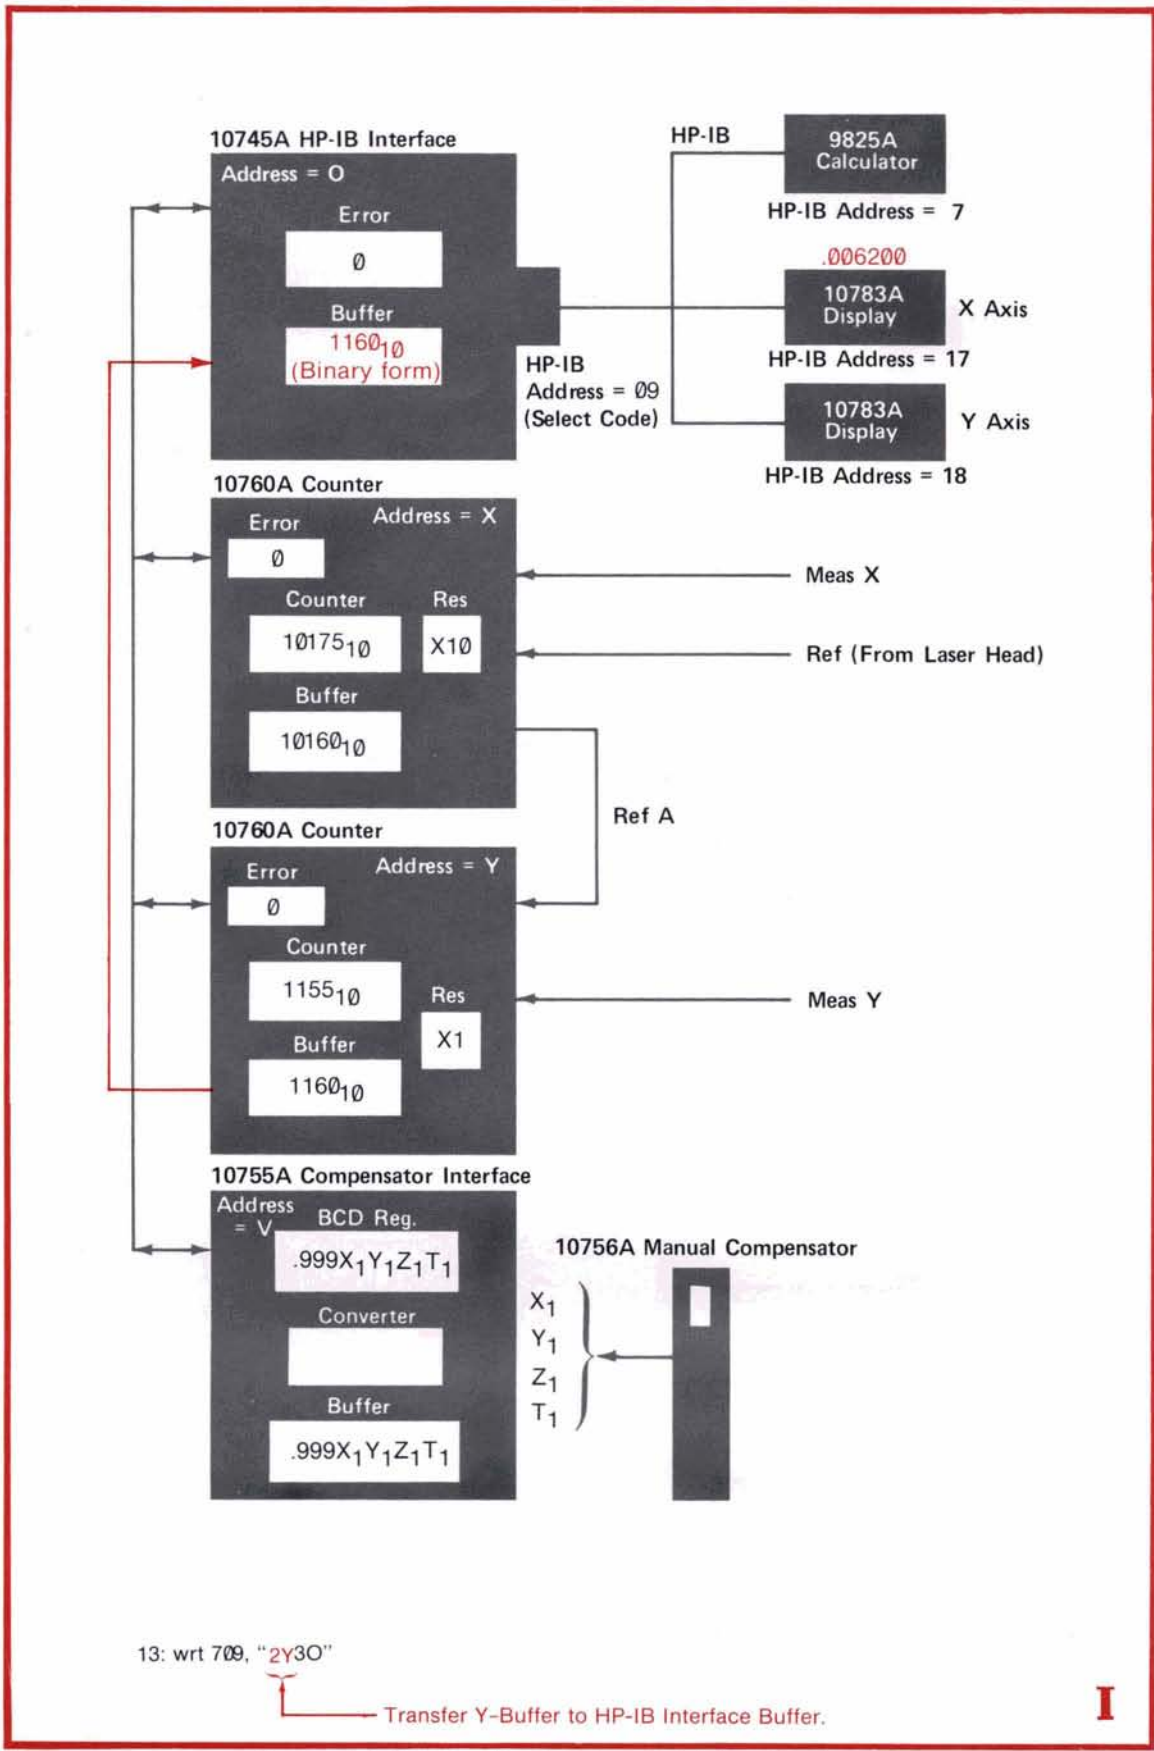 10745A HP-IB Interface
Address = O
Error
Ø
Buffer
116Ø₁Ø
(Binary form)
HP-IB
9825A
Calculator
HP-IB Address = 7
.006200
10783A
Display
X Axis
HP-IB Address = 17
10783A
Display
Y Axis
HP-IB Address = 18
HP-IB
Address = Ø9
(Select Code)
10760A Counter
Address = X
Error
Ø
Counter
1Ø175₁Ø
Res
X1Ø
Buffer
1Ø16Ø₁Ø
Meas X
Ref (From Laser Head)
Ref A
10760A Counter
Address = Y
Error
Ø
Counter
1155₁Ø
Res
X1
Buffer
116Ø₁Ø
Meas Y
10755A Compensator Interface
Address
= V
BCD Reg.
.999X₁Y₁Z₁T₁
Converter
Buffer
.999X₁Y₁Z₁T₁
10756A Manual Compensator
X₁
Y₁
Z₁
T₁
13: wrt 7Ø9, “2Y3O”
Transfer Y-Buffer to HP-IB Interface Buffer.
I